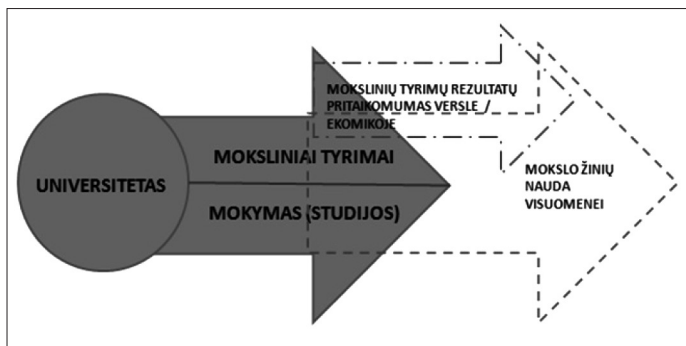 UNIVERSITETAS
MOKSLINIAI TYRIMAI
MOKYMAS (STUDIJOS)
MOKSLINIŲ TYRIMŲ REZULTATŲ
PRITAIKOMUMAS VERSLE /
EKOMIKOJE
MOKSLO ŽINIŲ
NAUDA
VISUOMENEI